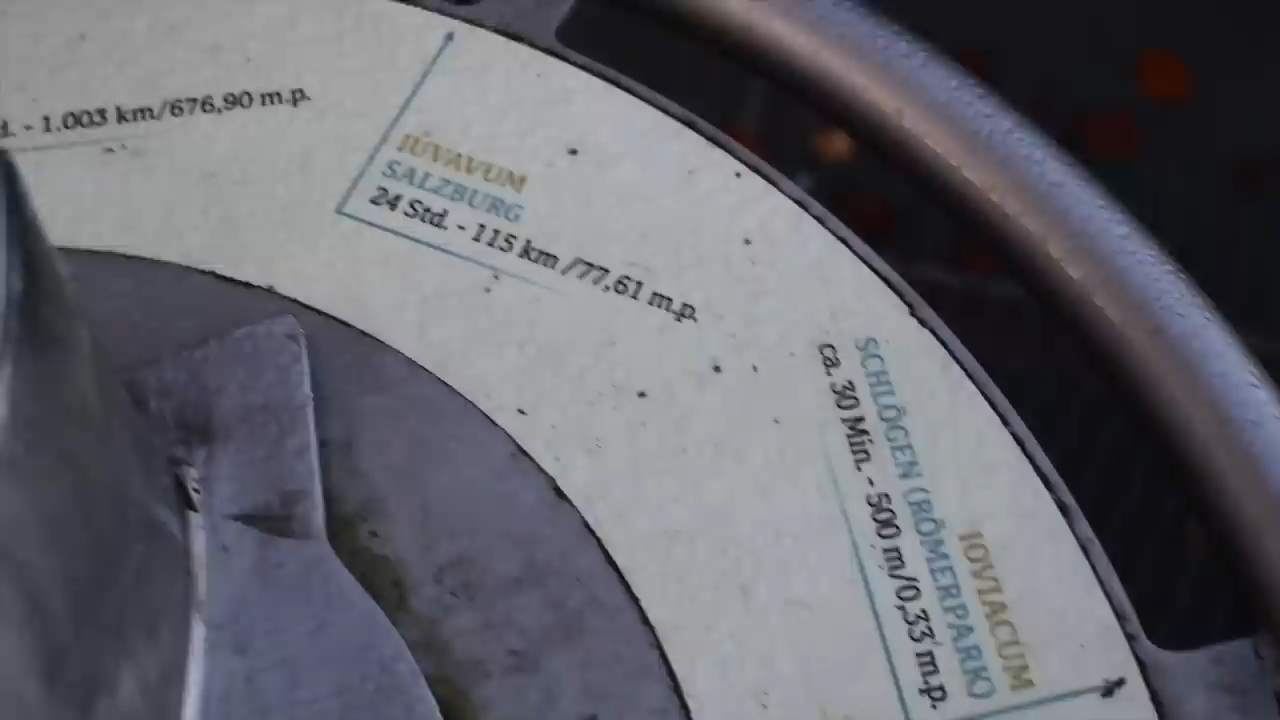 d. - 1.003 km/676,90 m.p.
IUVAVUM
SALZBURG
24 Std. - 115 km /77,61 m.p.
IOVIACUM
SCHLÖGEN (RÖMERPARK)
ca. 30 Min. - 500 m/0,33 m.p.